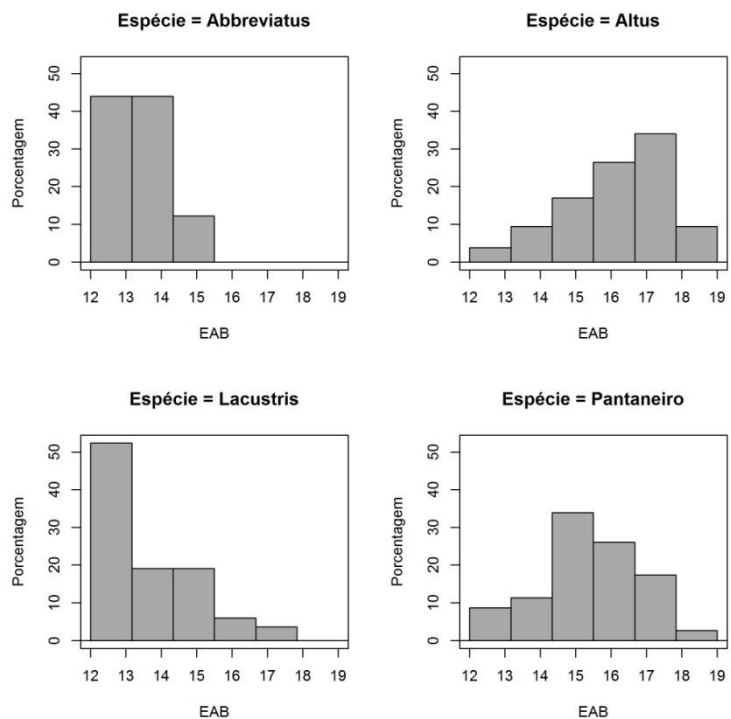 Espécie = Abbreviatus
Porcentagem
50
40
30
20
10
0
12 13 14 15 16 17 18 19
EAB
Espécie = Altus
Porcentagem
50
40
30
20
10
0
12 13 14 15 16 17 18 19
EAB
Espécie = Lacustris
Porcentagem
50
40
30
20
10
0
12 13 14 15 16 17 18 19
EAB
Espécie = Pantaneiro
Porcentagem
50
40
30
20
10
0
12 13 14 15 16 17 18 19
EAB